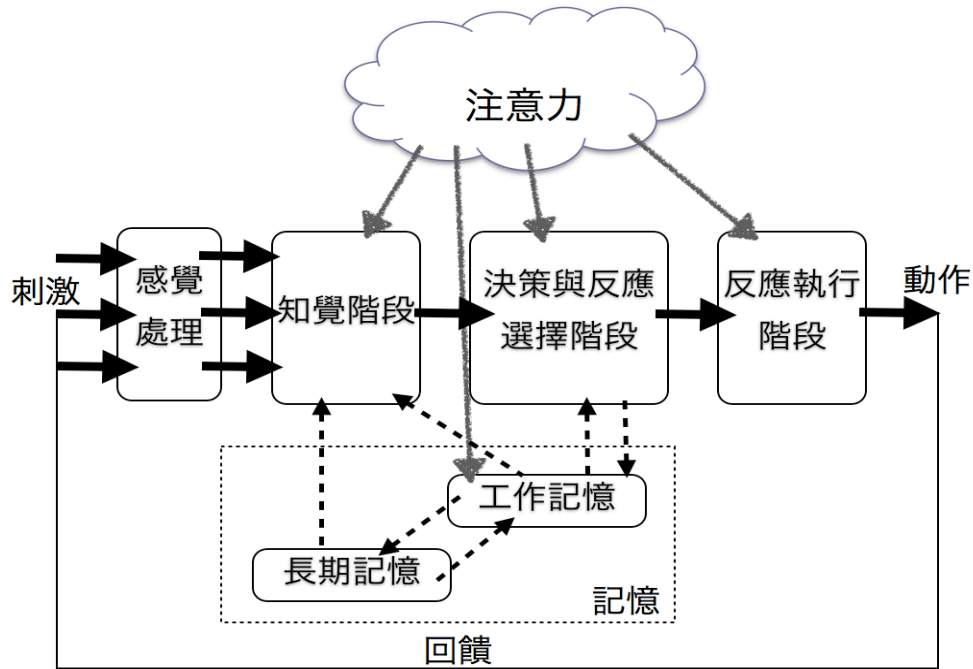 注意力
刺激
感覺
處理
知覺階段
決策與反應
選擇階段
反應執行
階段
動作
工作記憶
長期記憶
記憶
回饋